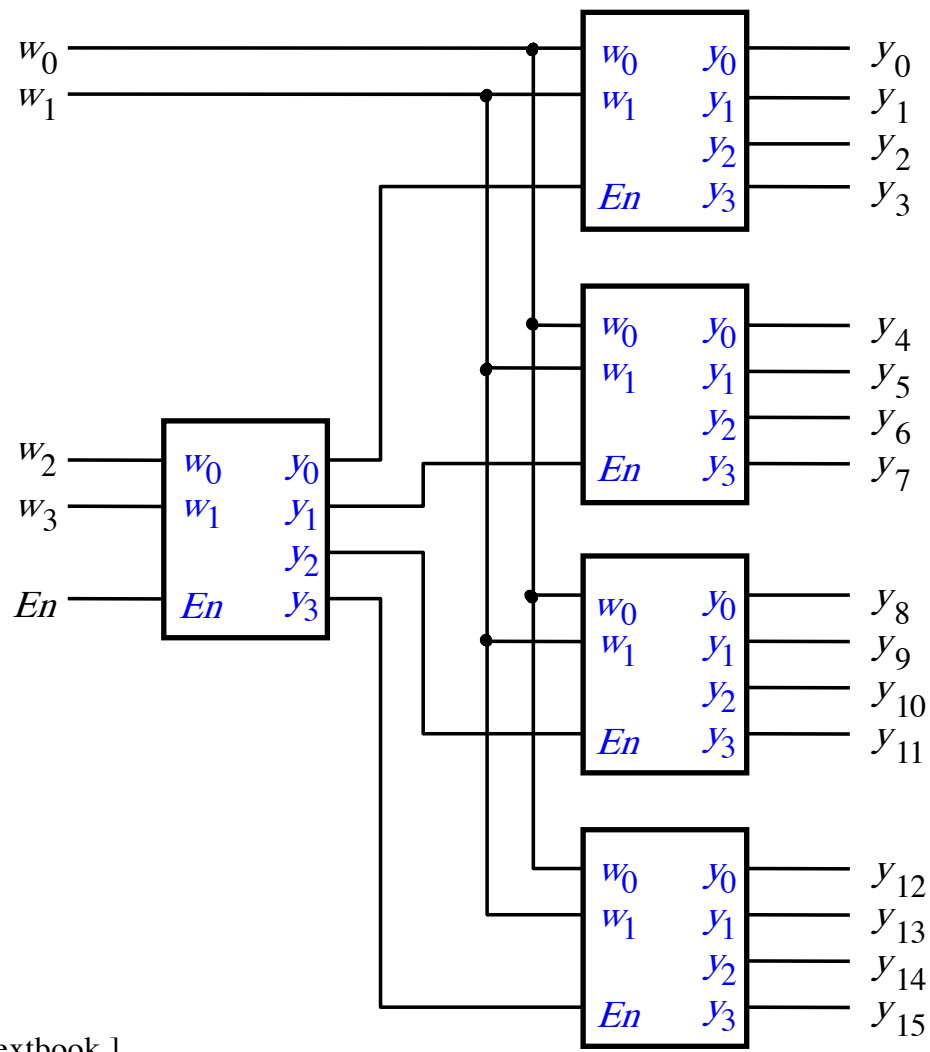 w0 w0 y0 y0
w1 w1 y1 y1
y2 y2
En y3 y3
w0 y0 y4
w1 y1 y5
y2 y6
En y3 y7
w2 w0 y0
w3 w1 y1
y2
En En y3
w0 y0 y8
w1 y1 y9
y2 y10
En y3 y11
w0 y0 y12
w1 y1 y13
y2 y14
En y3 y15
extbook ]